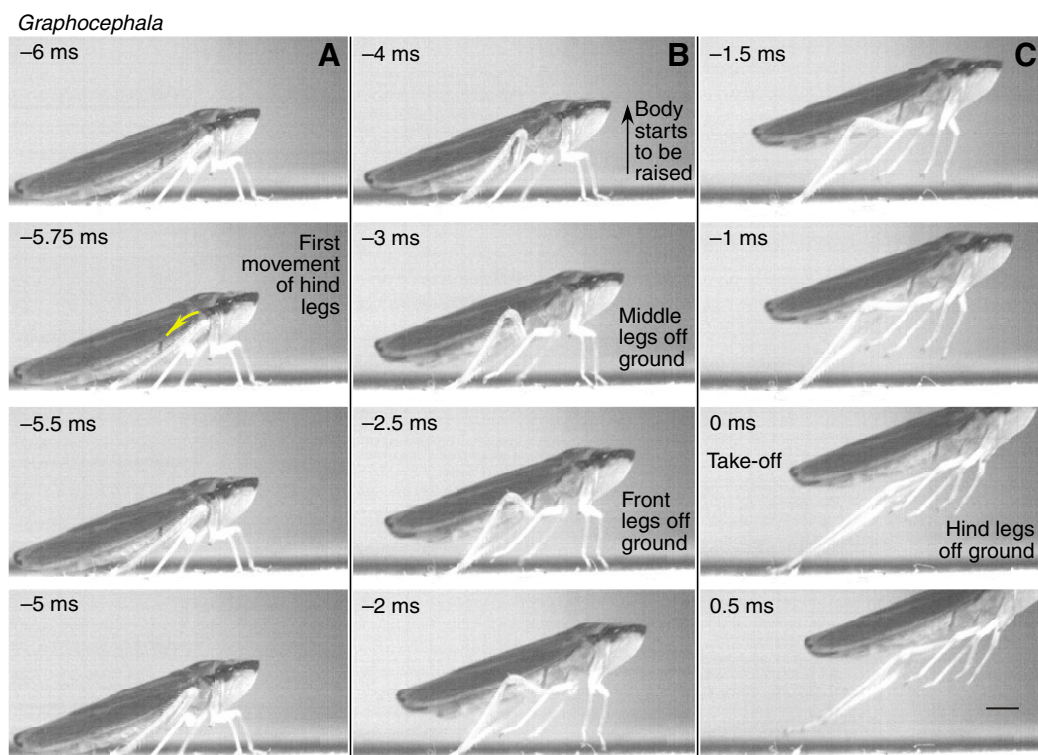 Graphocephala
–6 ms
A
–5.75 ms
First
movement
of hind
legs
–5.5 ms
–5 ms
–4 ms
B
Body
starts
to be
raised
–3 ms
Middle
legs off
ground
–2.5 ms
Front
legs off
ground
–2 ms
–1.5 ms
C
–1 ms
0 ms
Take-off
Hind legs
off ground
0.5 ms